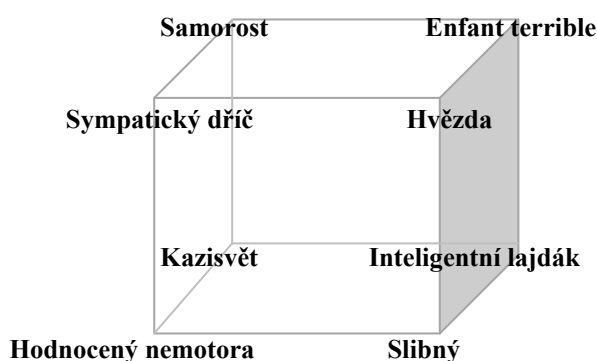 Samorost Enfant terrible
Sympatický dříč Hvězda
Kazisvět Inteligentní lajdák
Hodnocený nemotora Slibný